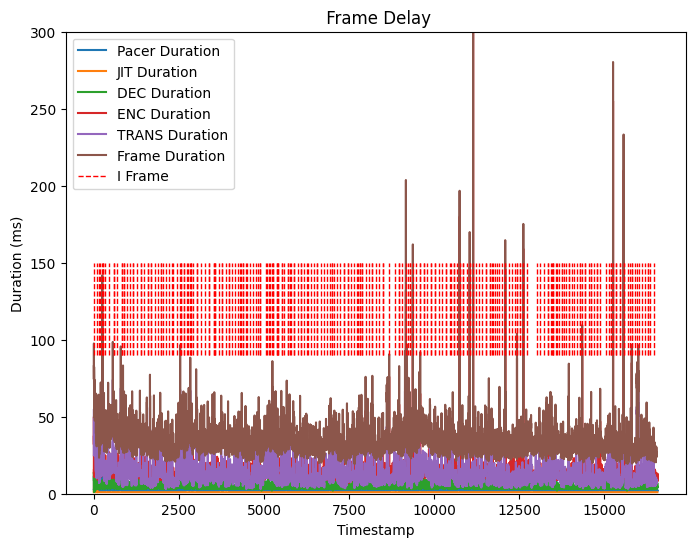 Frame Delay
Pacer Duration
JIT Duration
DEC Duration
ENC Duration
TRANS Duration
Frame Duration
I Frame
300
250
200
150
100
50
0
Duration (ms)
0 2500 5000 7500 10000 12500 15000
Timestamp